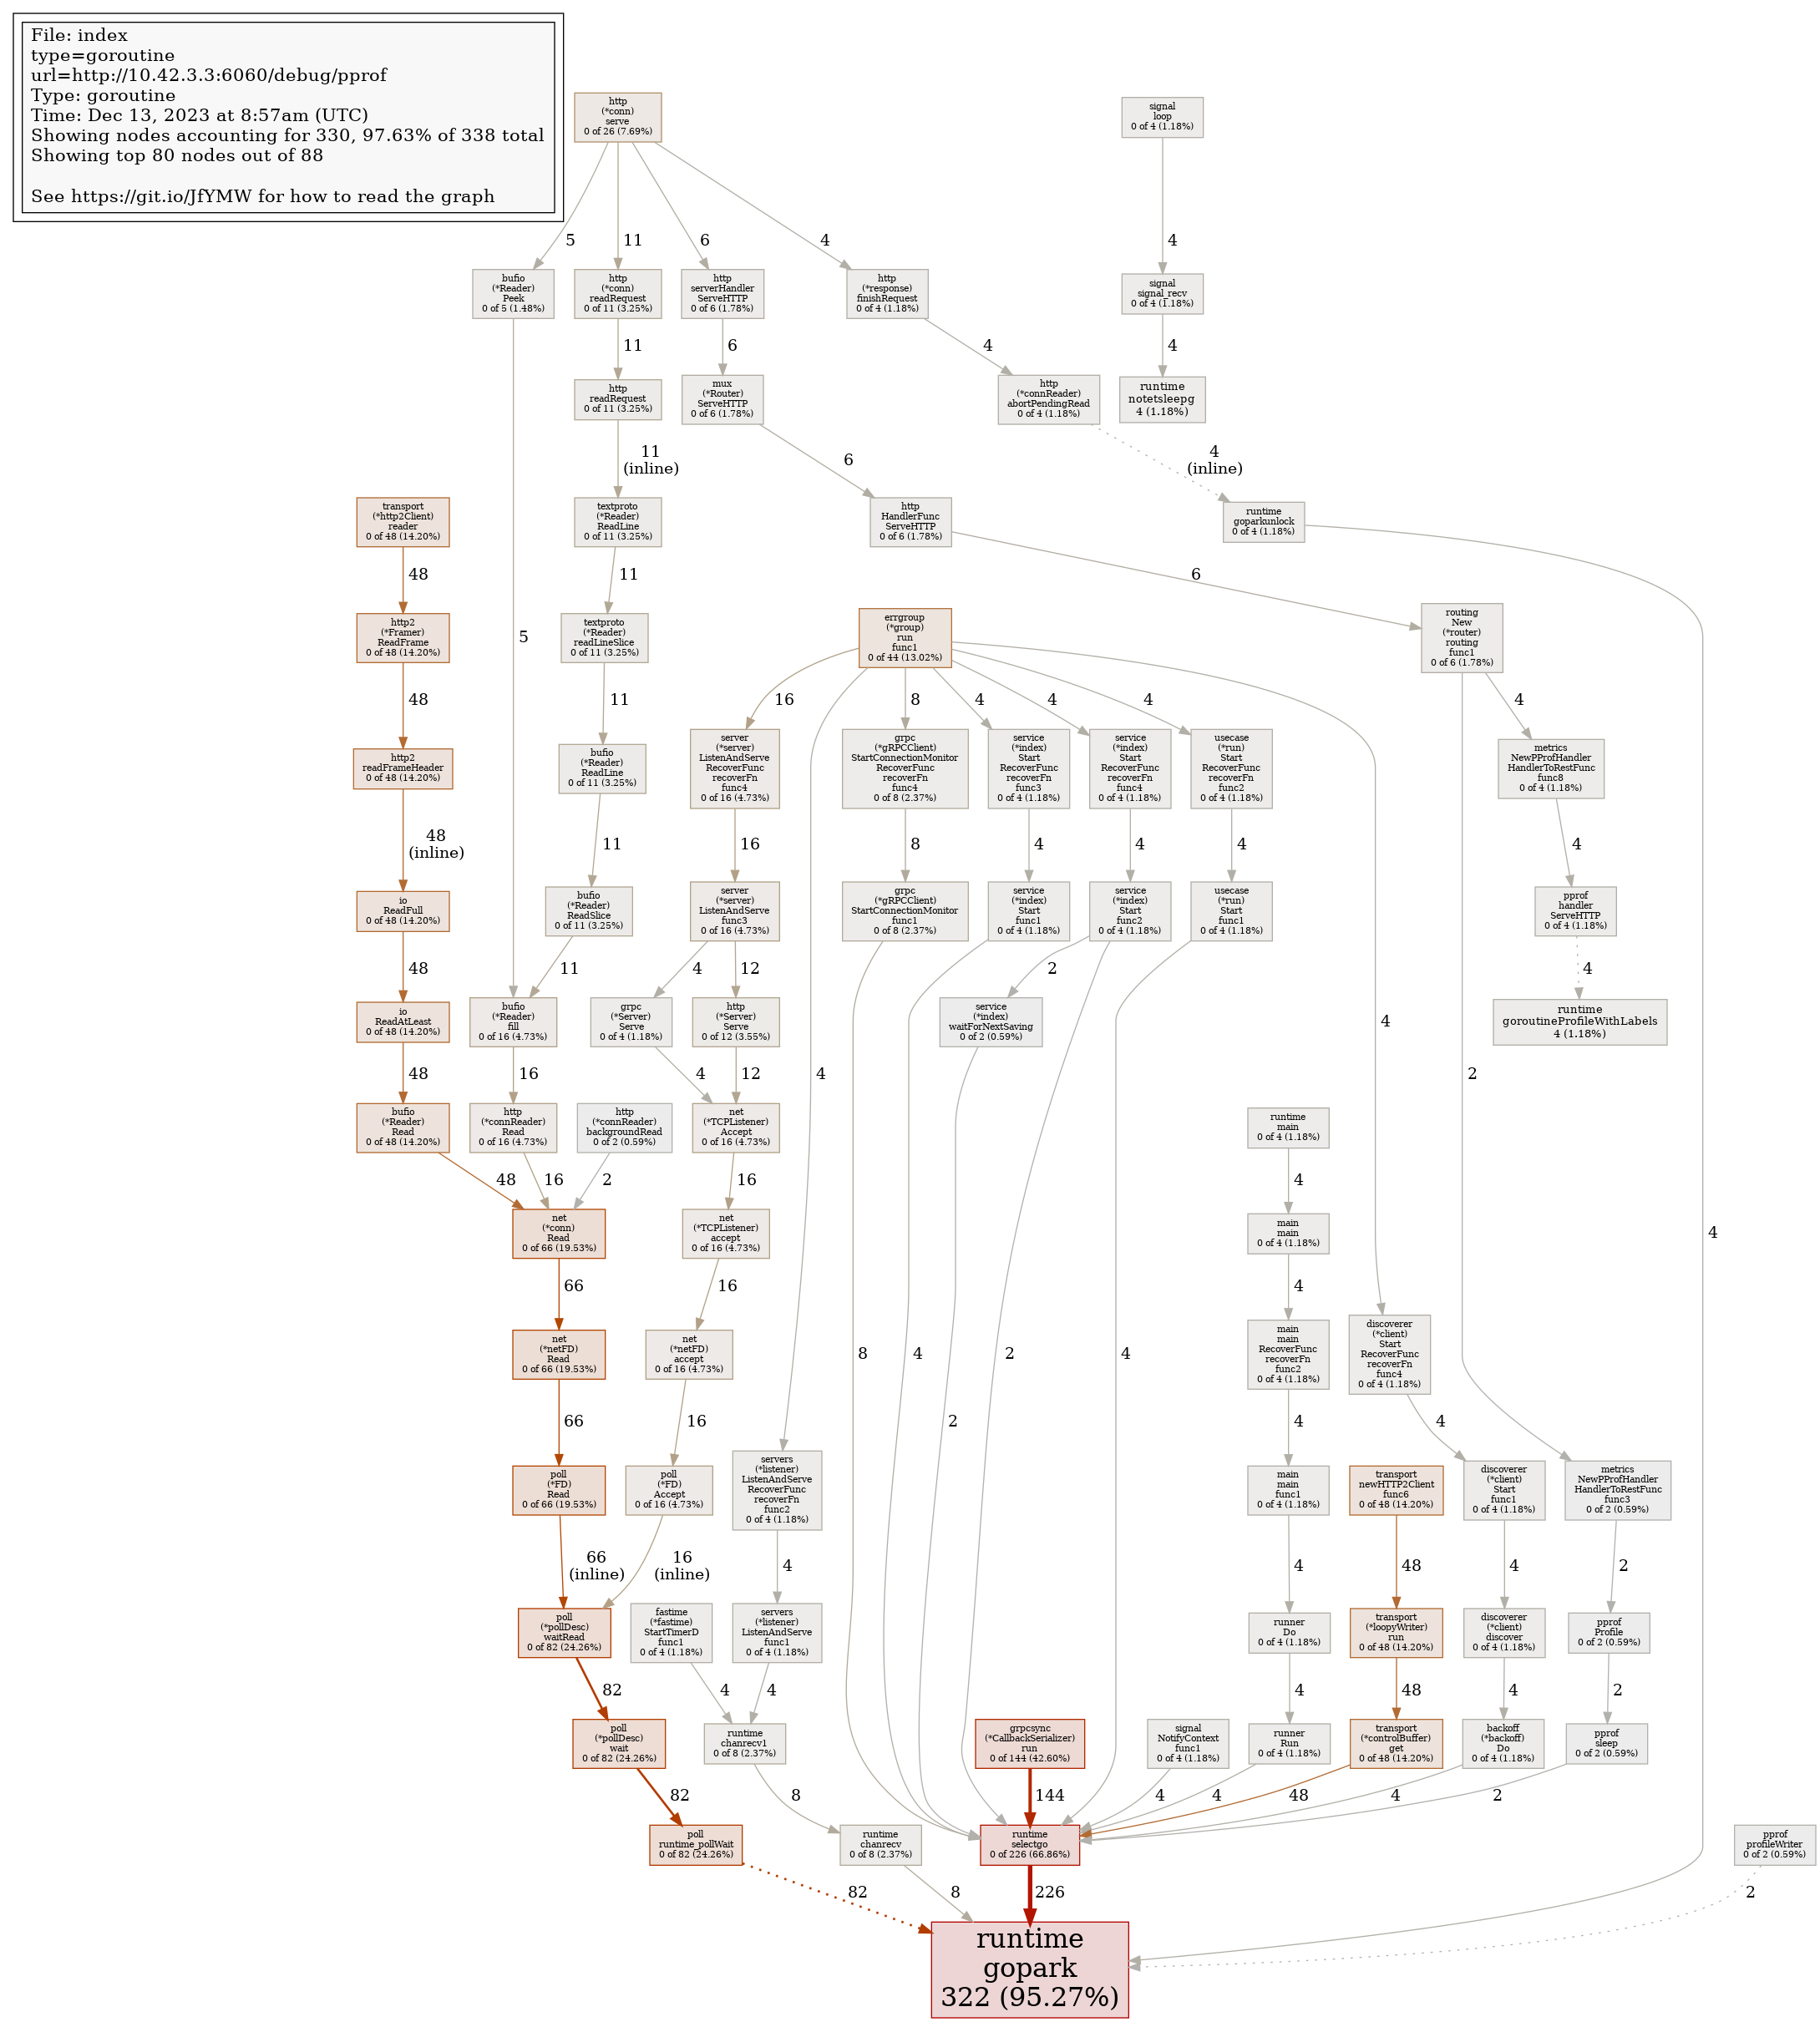 File: index
type=goroutine
url=http://10.42.3.3:6060/debug/pprof
Type: goroutine
Time: Dec 13, 2023 at 8:57am (UTC)
Showing nodes accounting for 330, 97.63% of 338 total
Showing top 80 nodes out of 88
See https://git.io/JfYMW for how to read the graph
http
(*conn)
serve
0 of 26 (7.69%)
signal
loop
0 of 4 (1.18%)
5
11
6
4
4
bufio
(*Reader)
Peek
0 of 5 (1.48%)
http
(*conn)
readRequest
0 of 11 (3.25%)
http
serverHandler
ServeHTTP
0 of 6 (1.78%)
http
(*response)
finishRequest
0 of 4 (1.18%)
signal
signal_recv
0 of 4 (1.18%)
11
6
4
4
http
readRequest
0 of 11 (3.25%)
mux
(*Router)
ServeHTTP
0 of 6 (1.78%)
http
(*connReader)
abortPendingRead
0 of 4 (1.18%)
runtime
notetsleepg
4 (1.18%)
11
(inline)
6
4
(inline)
transport
(*http2Client)
reader
0 of 48 (14.20%)
textproto
(*Reader)
ReadLine
0 of 11 (3.25%)
http
HandlerFunc
ServeHTTP
0 of 6 (1.78%)
runtime
goparkunlock
0 of 4 (1.18%)
48
11
6
http2
(*Framer)
ReadFrame
0 of 48 (14.20%)
5
textproto
(*Reader)
readLineSlice
0 of 11 (3.25%)
errgroup
(*group)
run
func1
0 of 44 (13.02%)
routing
New
(*router)
routing
func1
0 of 6 (1.78%)
48
11
16
8
4
4
4
4
http2
readFrameHeader
0 of 48 (14.20%)
bufio
(*Reader)
ReadLine
0 of 11 (3.25%)
server
(*server)
ListenAndServe
RecoverFunc
recoverFn
func4
0 of 16 (4.73%)
grpc
(*gRPCClient)
StartConnectionMonitor
RecoverFunc
recoverFn
func4
0 of 8 (2.37%)
service
(*index)
Start
RecoverFunc
recoverFn
func3
0 of 4 (1.18%)
service
(*index)
Start
RecoverFunc
recoverFn
func4
0 of 4 (1.18%)
usecase
(*run)
Start
RecoverFunc
recoverFn
func2
0 of 4 (1.18%)
metrics
NewPProfHandler
HandlerToRestFunc
func8
0 of 4 (1.18%)
48
(inline)
11
16
8
4
4
4
4
io
ReadFull
0 of 48 (14.20%)
bufio
(*Reader)
ReadSlice
0 of 11 (3.25%)
server
(*server)
ListenAndServe
func3
0 of 16 (4.73%)
grpc
(*gRPCClient)
StartConnectionMonitor
func1
0 of 8 (2.37%)
service
(*index)
Start
func1
0 of 4 (1.18%)
service
(*index)
Start
func2
0 of 4 (1.18%)
usecase
(*run)
Start
func1
0 of 4 (1.18%)
pprof
handler
ServeHTTP
0 of 4 (1.18%)
48
11
4
12
2
4
io
ReadAtLeast
0 of 48 (14.20%)
bufio
(*Reader)
fill
0 of 16 (4.73%)
grpc
(*Server)
Serve
0 of 4 (1.18%)
http
(*Server)
Serve
0 of 12 (3.55%)
service
(*index)
waitForNextSaving
0 of 2 (0.59%)
4
runtime
goroutineProfileWithLabels
4 (1.18%)
48
16
4
12
4
2
bufio
(*Reader)
Read
0 of 48 (14.20%)
http
(*connReader)
Read
0 of 16 (4.73%)
http
(*connReader)
backgroundRead
0 of 2 (0.59%)
net
(*TCPListener)
Accept
0 of 16 (4.73%)
runtime
main
0 of 4 (1.18%)
48
16
2
16
4
net
(*conn)
Read
0 of 66 (19.53%)
net
(*TCPListener)
accept
0 of 16 (4.73%)
main
main
0 of 4 (1.18%)
4
66
16
4
net
(*netFD)
Read
0 of 66 (19.53%)
net
(*netFD)
accept
0 of 16 (4.73%)
8
4
2
4
main
main
RecoverFunc
recoverFn
func2
0 of 4 (1.18%)
discoverer
(*client)
Start
RecoverFunc
recoverFn
func4
0 of 4 (1.18%)
66
16
2
4
4
poll
(*FD)
Read
0 of 66 (19.53%)
poll
(*FD)
Accept
0 of 16 (4.73%)
servers
(*listener)
ListenAndServe
RecoverFunc
recoverFn
func2
0 of 4 (1.18%)
main
main
func1
0 of 4 (1.18%)
transport
newHTTP2Client
func6
0 of 48 (14.20%)
discoverer
(*client)
Start
func1
0 of 4 (1.18%)
metrics
NewPProfHandler
HandlerToRestFunc
func3
0 of 2 (0.59%)
66
(inline)
16
(inline)
4
4
48
4
2
poll
(*pollDesc)
waitRead
0 of 82 (24.26%)
fastime
(*fastime)
StartTimerD
func1
0 of 4 (1.18%)
servers
(*listener)
ListenAndServe
func1
0 of 4 (1.18%)
runner
Do
0 of 4 (1.18%)
transport
(*loopyWriter)
run
0 of 48 (14.20%)
discoverer
(*client)
discover
0 of 4 (1.18%)
pprof
Profile
0 of 2 (0.59%)
82
4
4
4
48
4
2
poll
(*pollDesc)
wait
0 of 82 (24.26%)
runtime
chanrecv1
0 of 8 (2.37%)
grpcsync
(*CallbackSerializer)
run
0 of 144 (42.60%)
signal
NotifyContext
func1
0 of 4 (1.18%)
runner
Run
0 of 4 (1.18%)
transport
(*controlBuffer)
get
0 of 48 (14.20%)
backoff
(*backoff)
Do
0 of 4 (1.18%)
pprof
sleep
0 of 2 (0.59%)
82
8
144
4
4
48
4
2
poll
runtime_pollWait
0 of 82 (24.26%)
runtime
chanrecv
0 of 8 (2.37%)
runtime
selectgo
0 of 226 (66.86%)
pprof
profileWriter
0 of 2 (0.59%)
82
8
226
2
runtime
gopark
322 (95.27%)